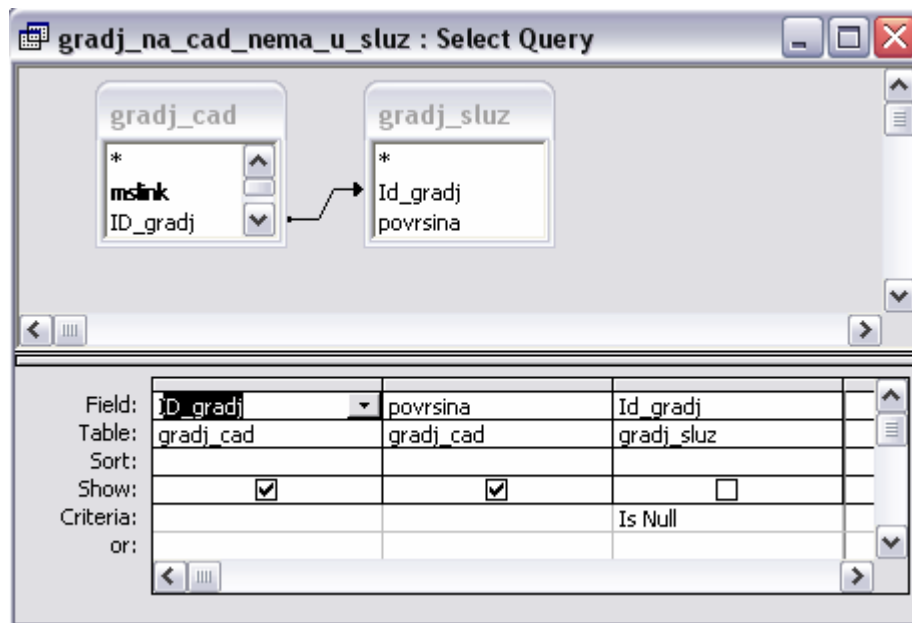 gradj_na_cad_nema_u_sluz : Select Query
gradj_cad
*
mslink
ID_gradj
gradj_sluz
*
Id_gradj
povrsina
Field: ID_gradj povrsina Id_gradj
Table: gradj_cad gradj_cad gradj_sluz
Sort:
Show:
Criteria: Is Null
or: